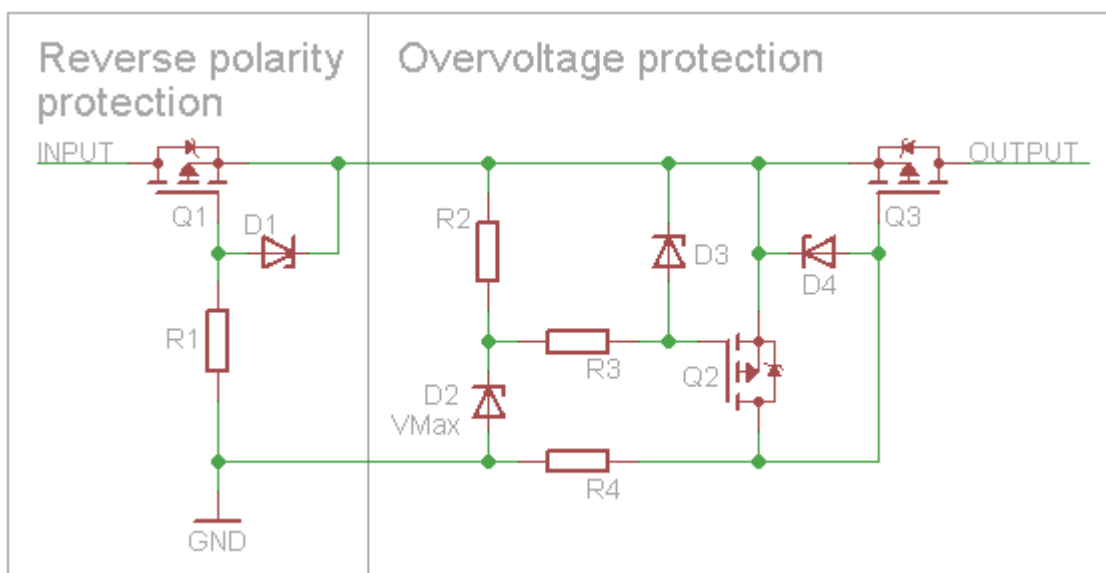 Reverse polarity
protection
Overvoltage protection
INPUT
OUTPUT
Q1
D1
R2
Q3
D3
D4
R1
R3
Q2
D2
VMax
R4
GND